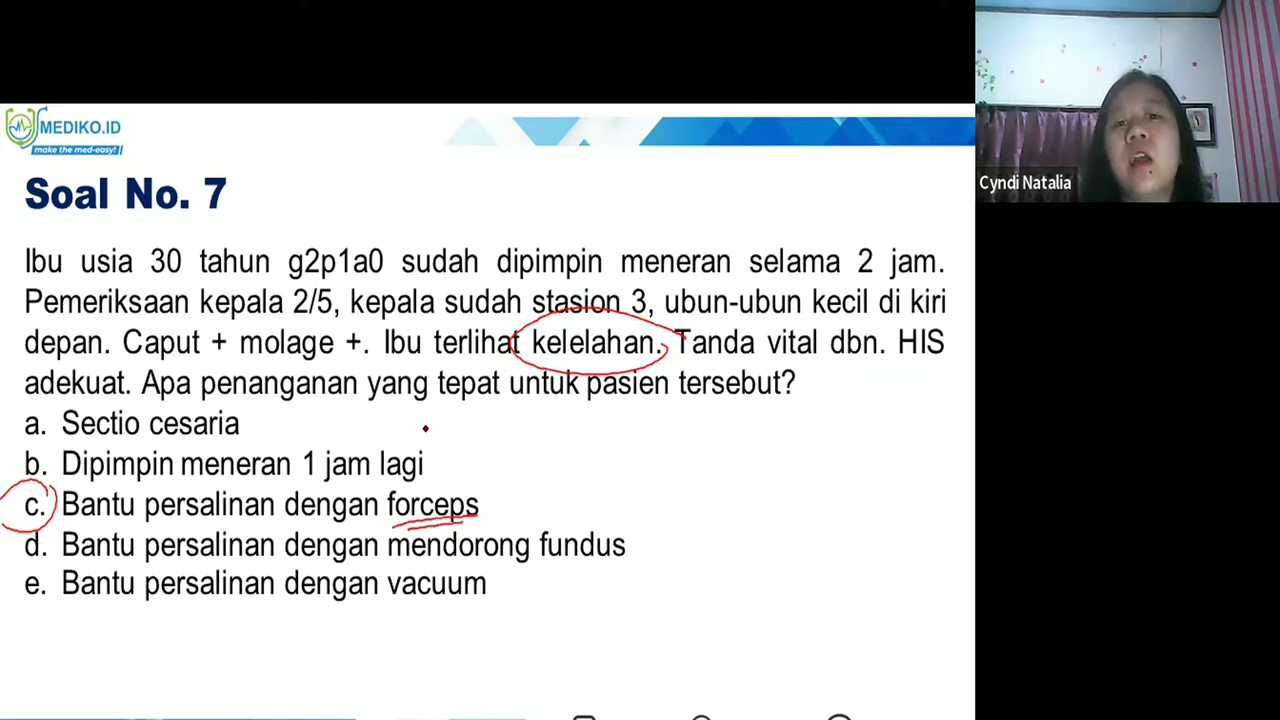 MEDIKO.ID
make the med-easy! ||
Soal No. 7
Ibu usia 30 tahun g2p1a0 sudah dipimpin meneran selama 2 jam.
Pemeriksaan kepala 2/5, kepala sudah stasion 3, ubun-ubun kecil di kiri
depan. Caput + molage +. Ibu terlihat kelelahan. Tanda vital dbn. HIS
adekuat. Apa penanganan yang tepat untuk pasien tersebut?
a. Sectio cesaria
b. Dipimpin meneran 1 jam lagi
c. Bantu persalinan dengan forceps
d. Bantu persalinan dengan mendorong fundus
e. Bantu persalinan dengan vacuum
Cyndi Natalia